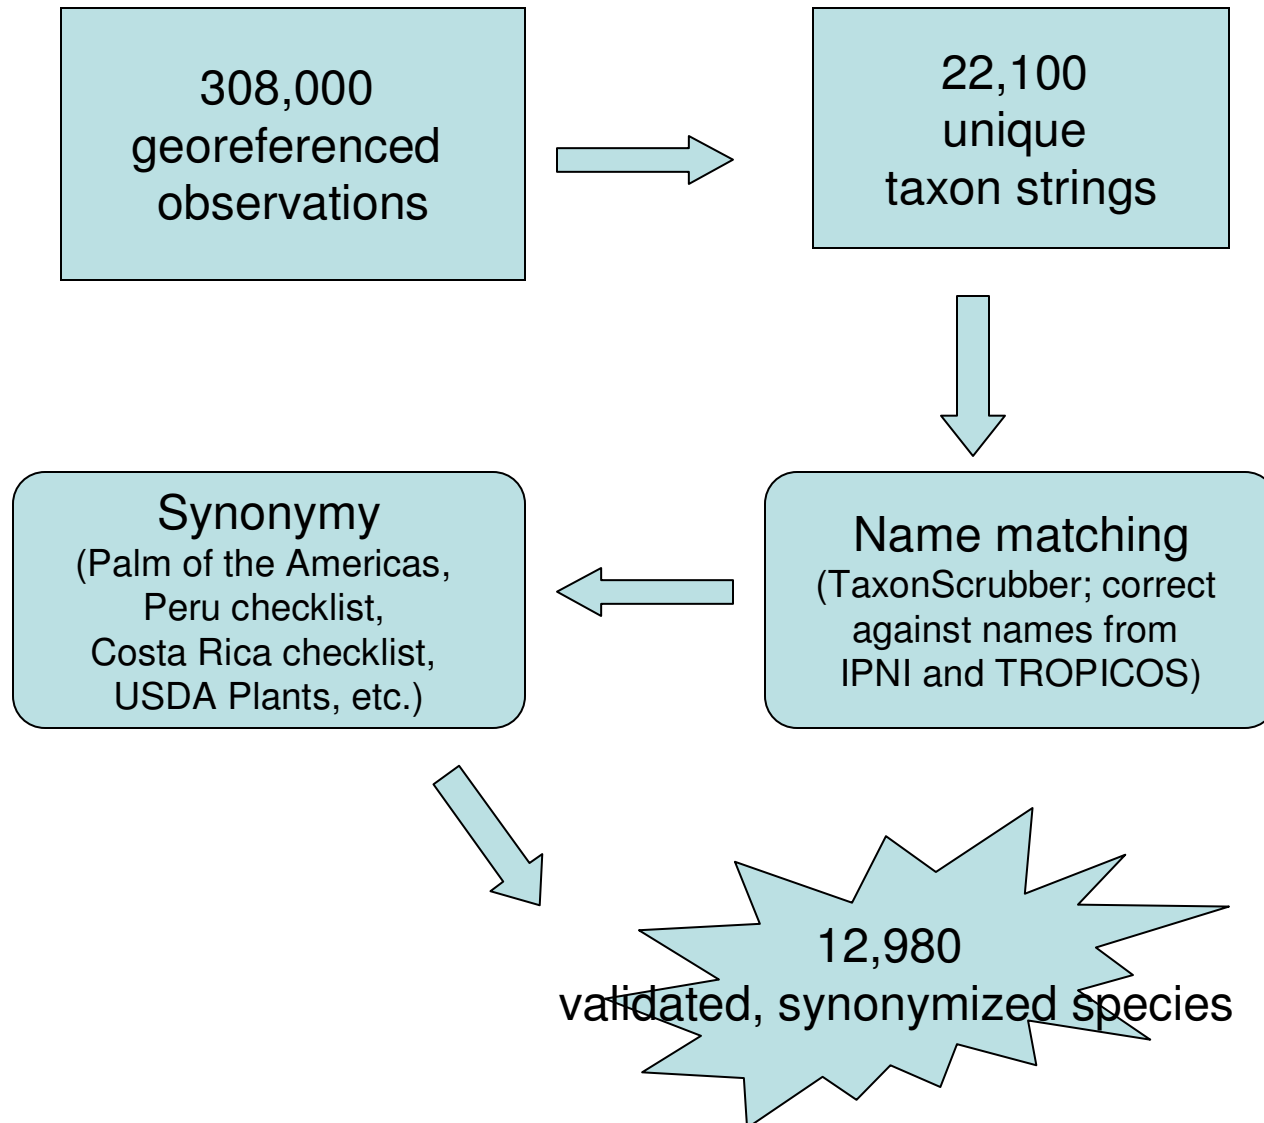 308,000
georeferenced
observations
22,100
unique
taxon strings
Synonymy
(Palm of the Americas,
Peru checklist,
Costa Rica checklist,
USDA Plants, etc.)
Name matching
(TaxonScrubber; correct
against names from
IPNI and TROPICOS)
12,980
validated, synonymized species